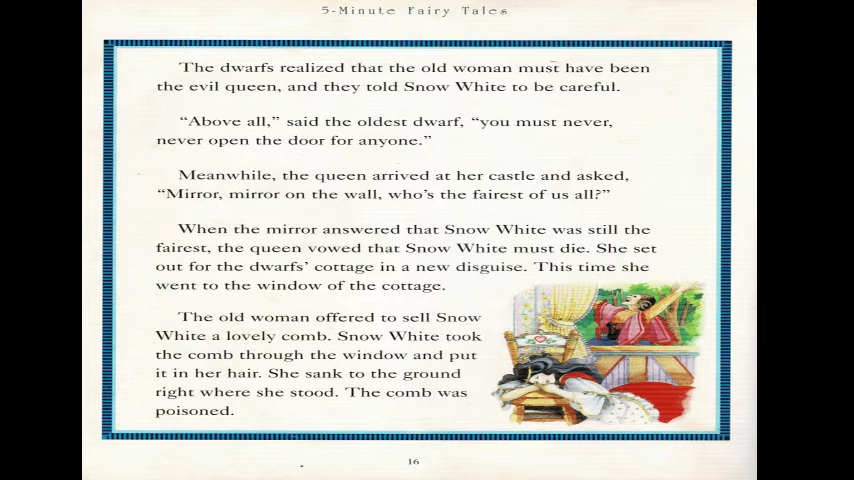 5-Minute Fairy Tales
The dwarfs realized that the old woman must have been
the evil queen, and they told Snow White to be careful.
“Above all,” said the oldest dwarf, “you must never,
never open the door for anyone.”
Meanwhile, the queen arrived at her castle and asked,
“Mirror, mirror on the wall, who’s the fairest of us all?”
When the mirror answered that Snow White was still the
fairest, the queen vowed that Snow White must die. She set
out for the dwarfs’ cottage in a new disguise. This time she
went to the window of the cottage.
The old woman offered to sell Snow
White a lovely comb. Snow White took
the comb through the window and put
it in her hair. She sank to the ground
right where she stood. The comb was
poisoned.
16